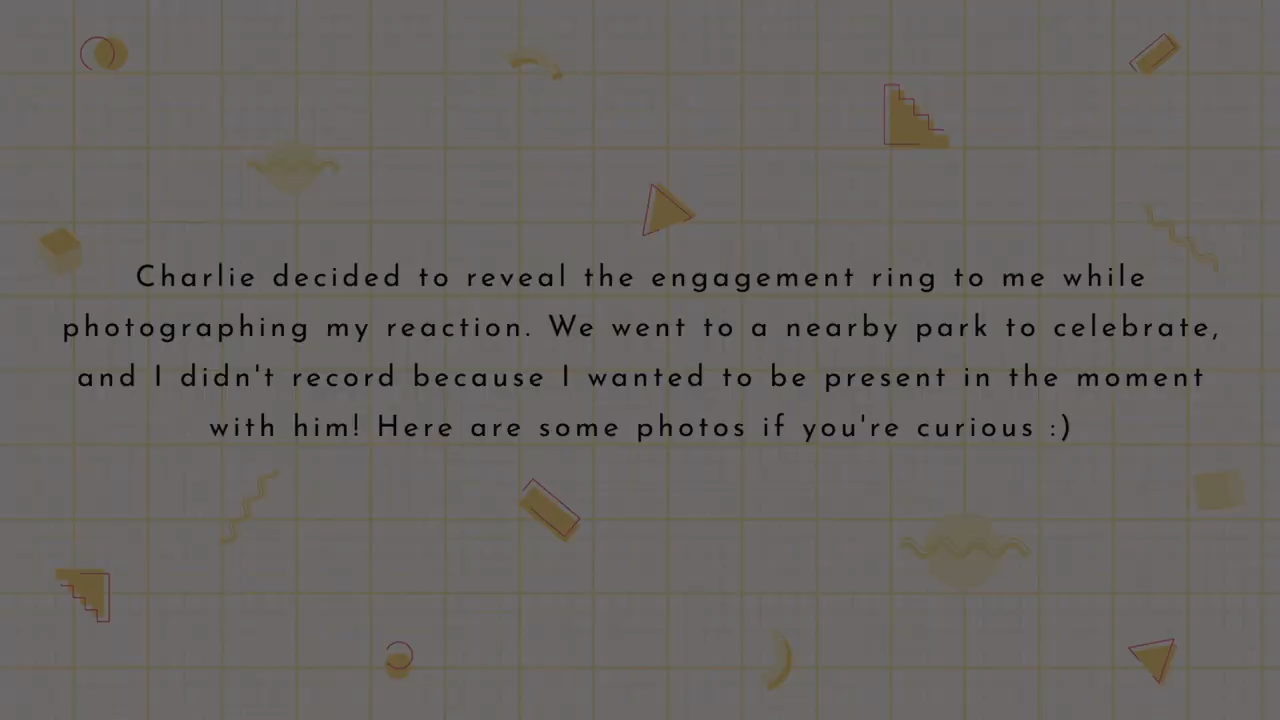 Charlie decided to reveal the engagement ring to me while
photographing my reaction. We went to a nearby park to celebrate,
and I didn't record because I wanted to be present in the moment
with him! Here are some photos if you're curious :)